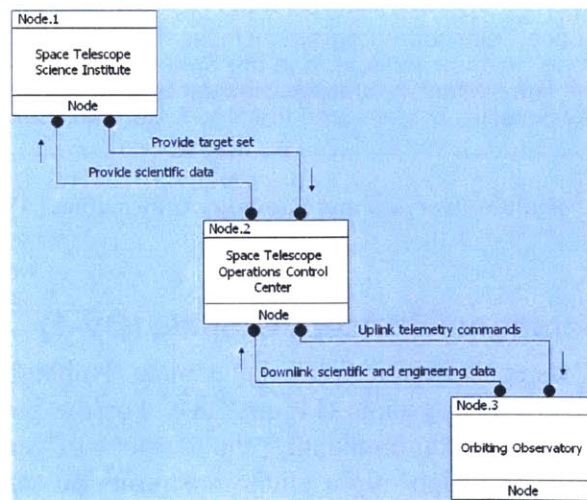 Node.1
Space Telescope
Science Institute
Node
Provide target set
Provide scientific data
Node.2
Space Telescope
Operations Control
Center
Node
Uplink telemetry commands
Downlink scientific and engineering data
Node.3
Orbiting Observatory
Node